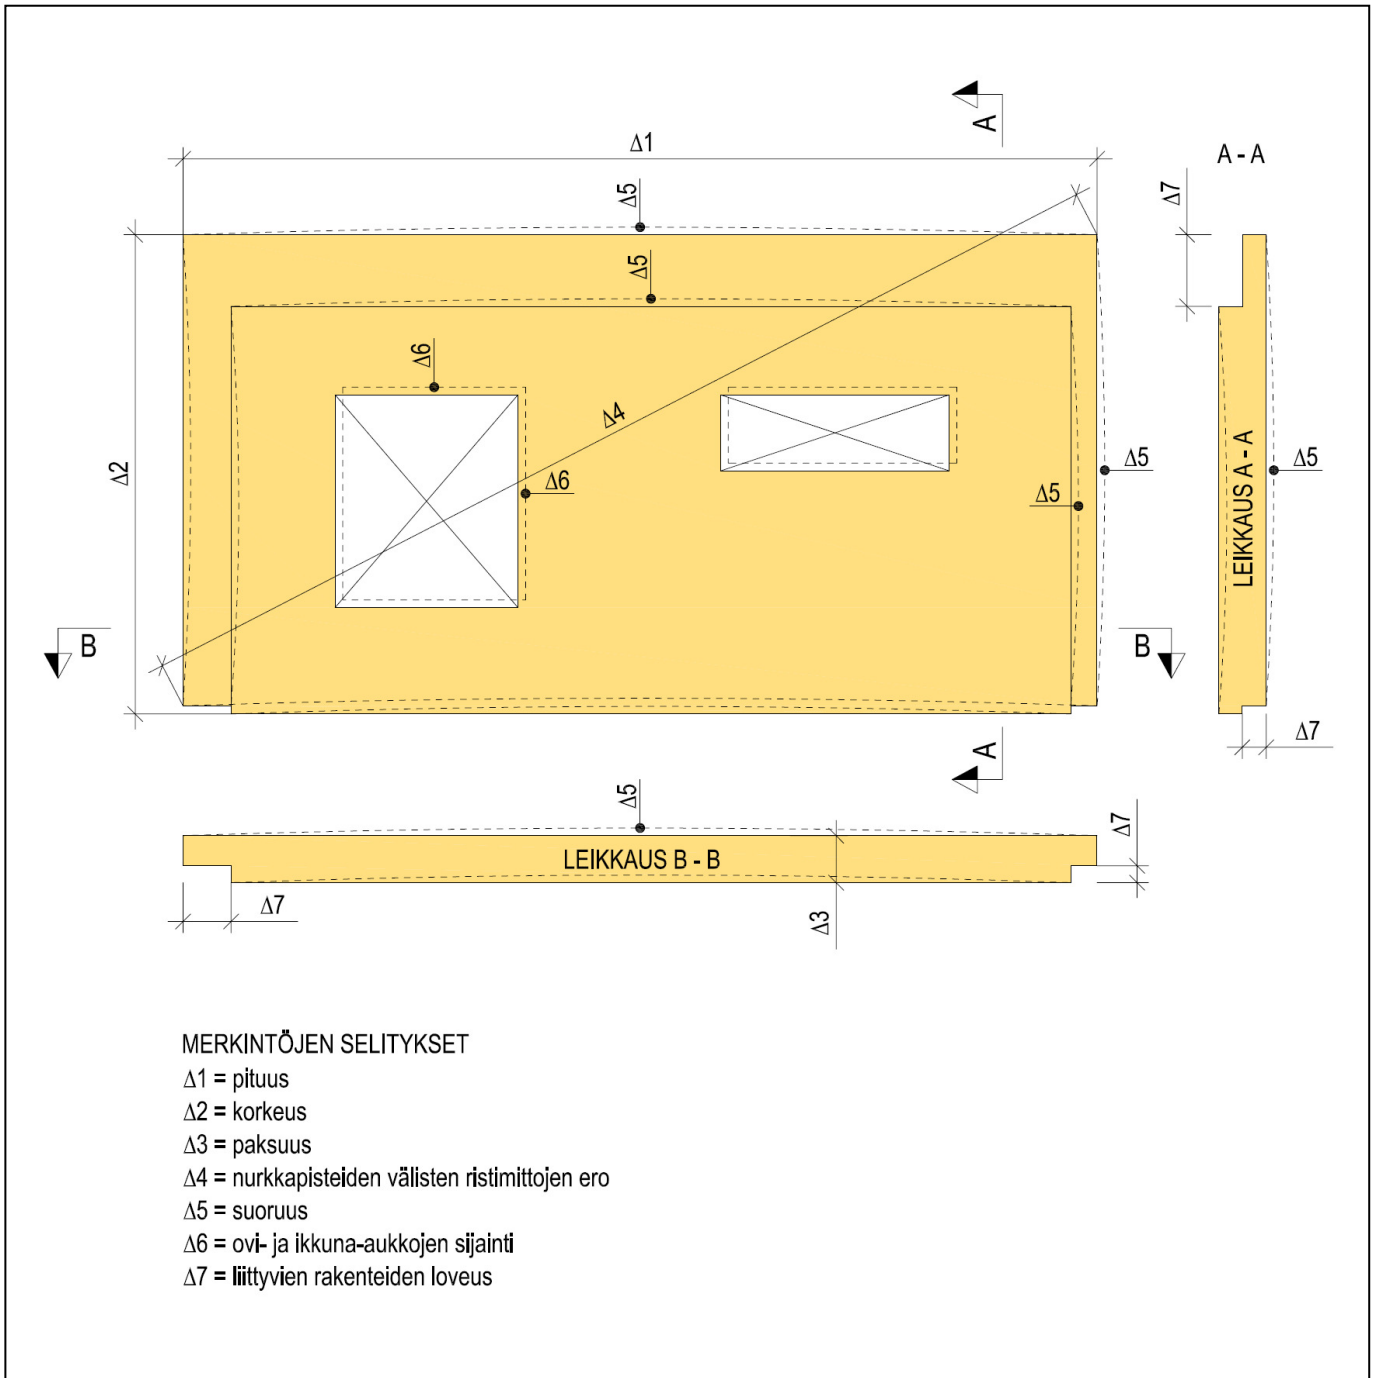 A
Δ1
A - A
Δ5
Δ7
Δ5
Δ6
Δ4
Δ2
Δ6
Δ5
Δ5
Δ5
LEIKKAUS A - A
B
B
A
Δ7
Δ5
Δ7
LEIKKAUS B - B
Δ7
Δ3
MERKINTÖJEN SELITYKSET
Δ1 = pituus
Δ2 = korkeus
Δ3 = paksuus
Δ4 = nurkkapisteiden välisten ristimittojen ero
Δ5 = suoruus
Δ6 = ovi- ja ikkuna-aukkojen sijainti
Δ7 = liittyvien rakenteiden loveus